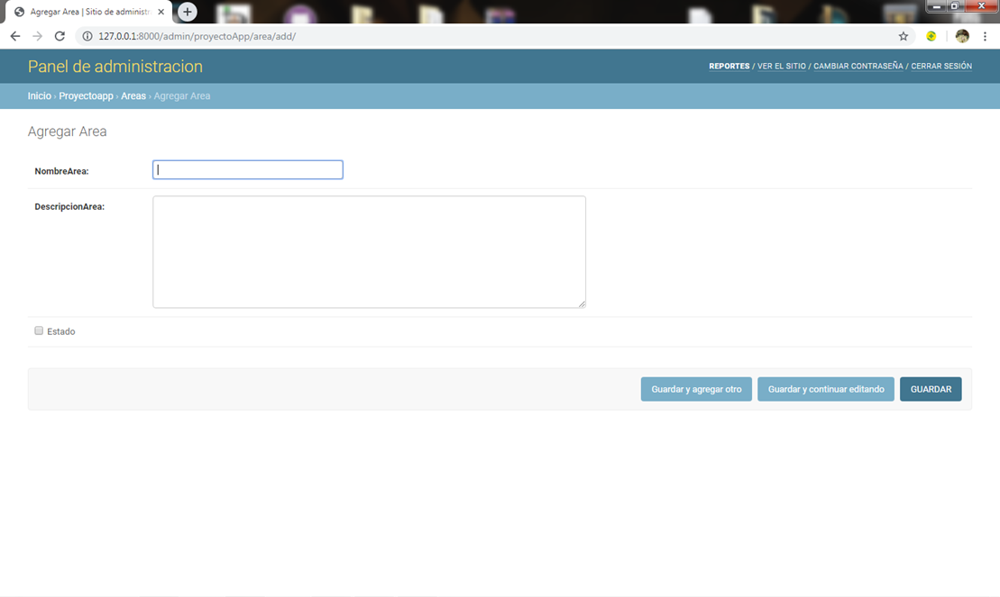 Agregar Area | Sitio de administra
127.0.0.1:8000/admin/proyectoApp/area/add/
Panel de administracion
REPORTES / VER EL SITIO / CAMBIAR CONTRASEÑA / CERRAR SESIÓN
Inicio › Proyectoapp › Areas › Agregar Area
Agregar Area
NombreArea:
DescripcionArea:
Estado
Guardar y agregar otro
Guardar y continuar editando
GUARDAR